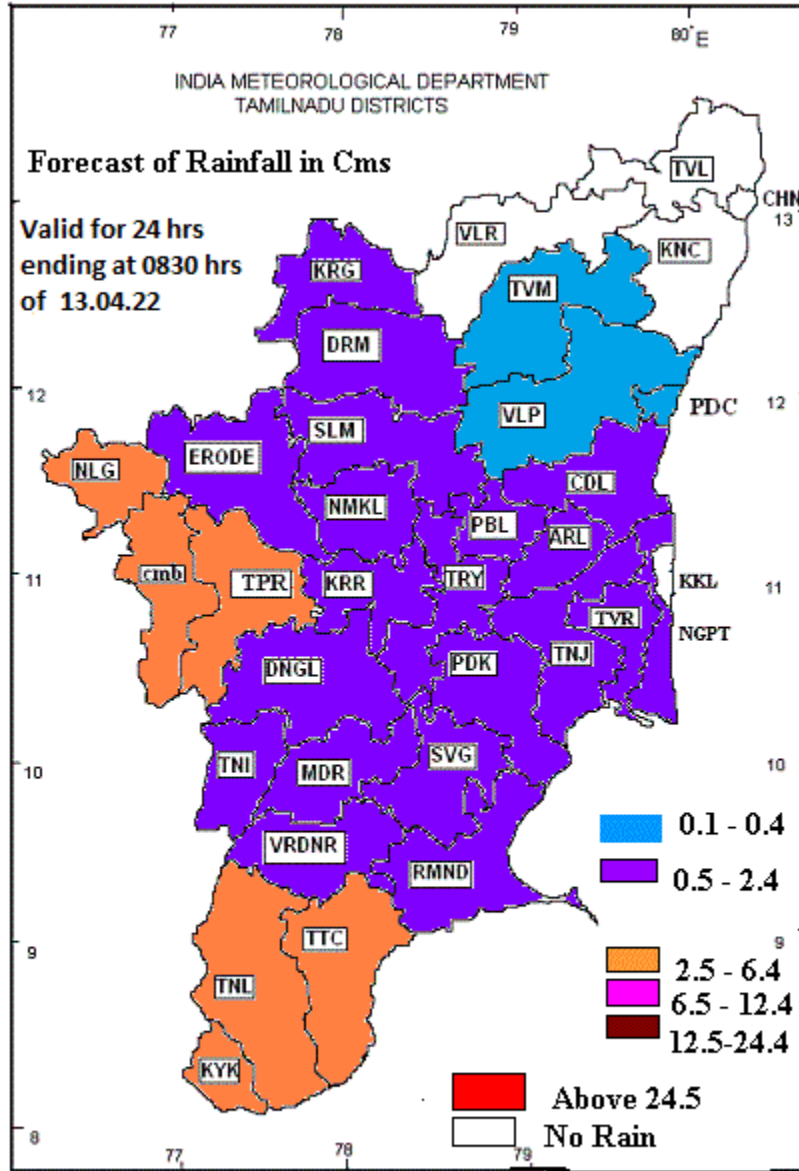 77 78 79 80°E
INDIA METEOROLOGICAL DEPARTMENT
TAMILNADU DISTRICTS
Forecast of Rainfall in Cms
TVL
CHN
13
Valid for 24 hrs
ending at 0830 hrs
of 13.04.22
VLR
KNC
KRG
TVM
DRM
12
12
PDC
VLP
SLM
ERODE
NLG
CDL
NMKL
PBL
ARL
11
cmb
TPR
KRR
TRY
KKL
11
TVR
NGPT
DNGL
PDK
TNJ
10
TNI
MDR
SVG
10
0.1 - 0.4
VRDNR
RMND
0.5 - 2.4
9
TTC
9
2.5 - 6.4
TNL
6.5 - 12.4
12.5-24.4
KYK
Above 24.5
No Rain
8
77 78 79